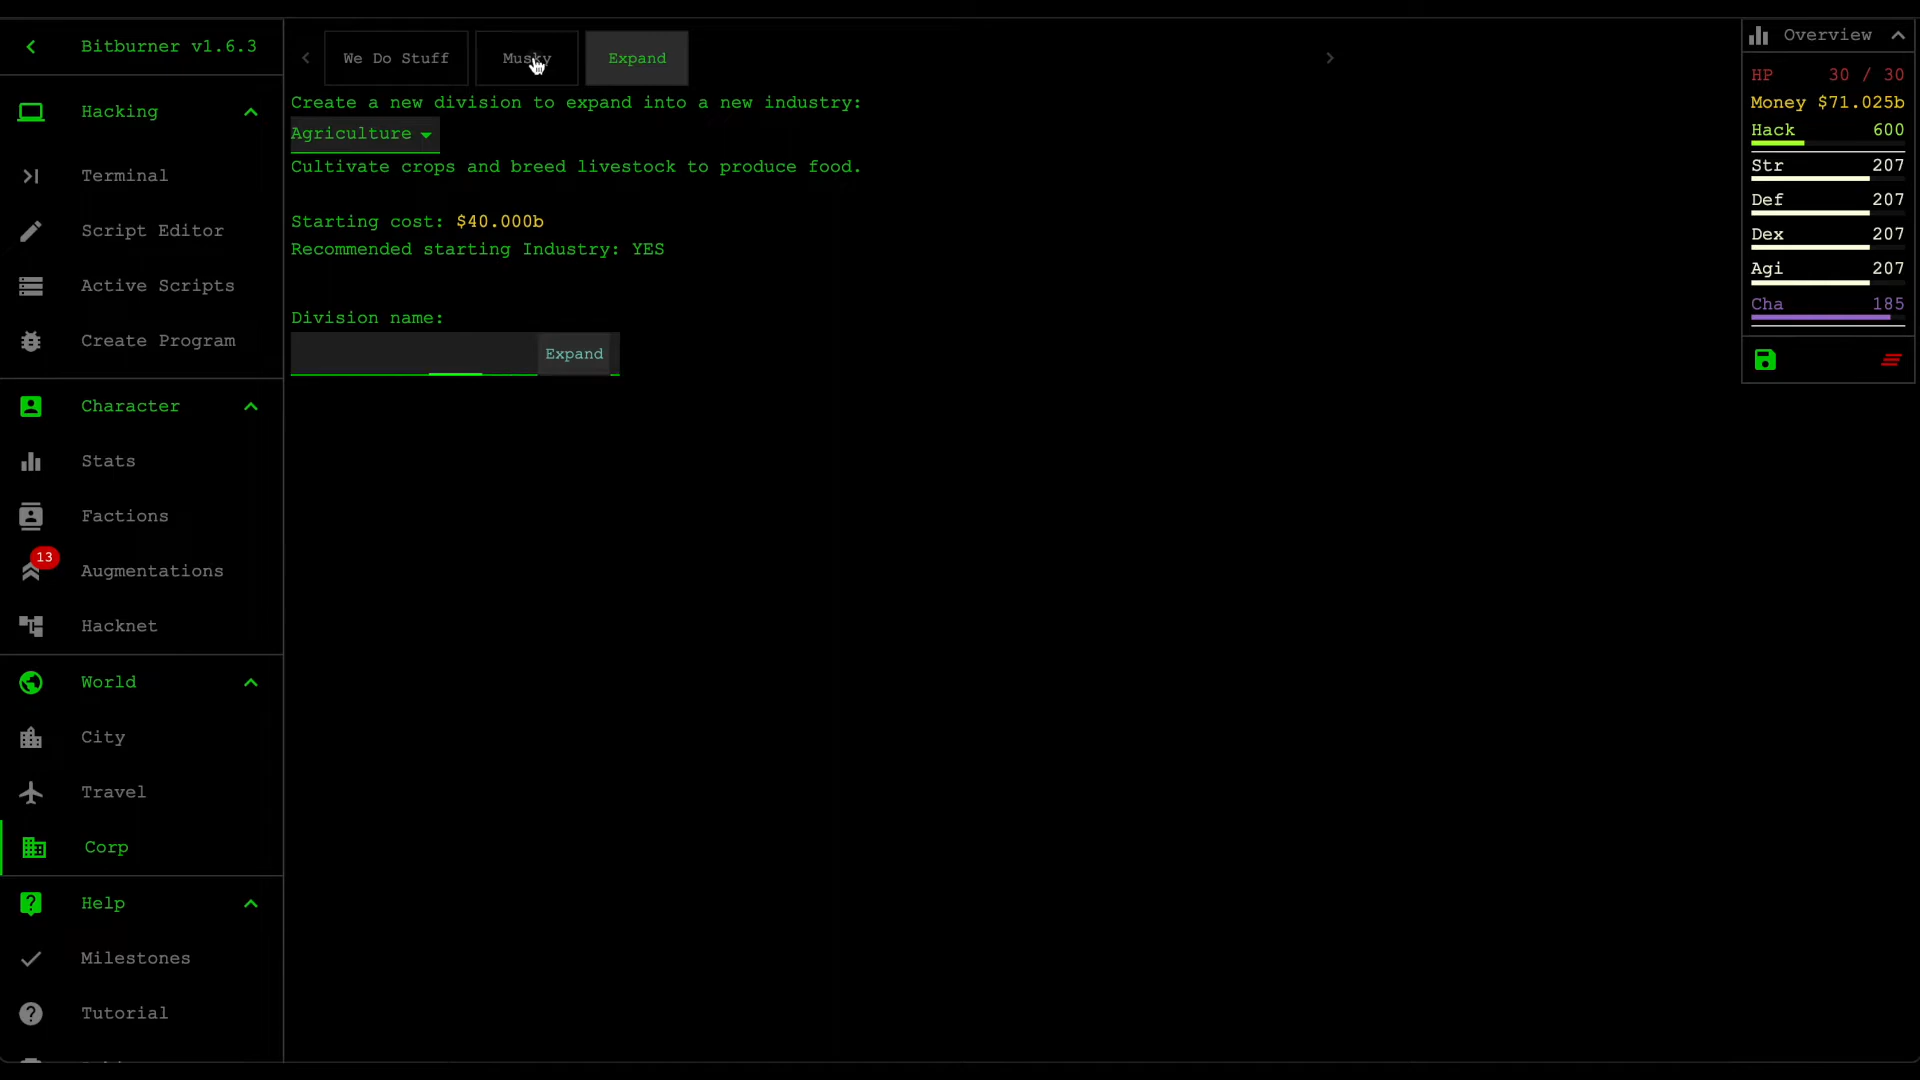 Bitburner v1.6.3
Hacking
Terminal
Script Editor
Active Scripts
Create Program
Character
Stats
Factions
13
Augmentations
Hacknet
World
City
Travel
Corp
Help
Milestones
Tutorial
We Do Stuff
Musky
Expand
Create a new division to expand into a new industry:
Agriculture
Cultivate crops and breed livestock to produce food.
Starting cost: $40.000b
Recommended starting Industry: YES
Division name:
Expand
Overview
HP 30 / 30
Money $71.025b
Hack 600
Str 207
Def 207
Dex 207
Agi 207
Cha 185